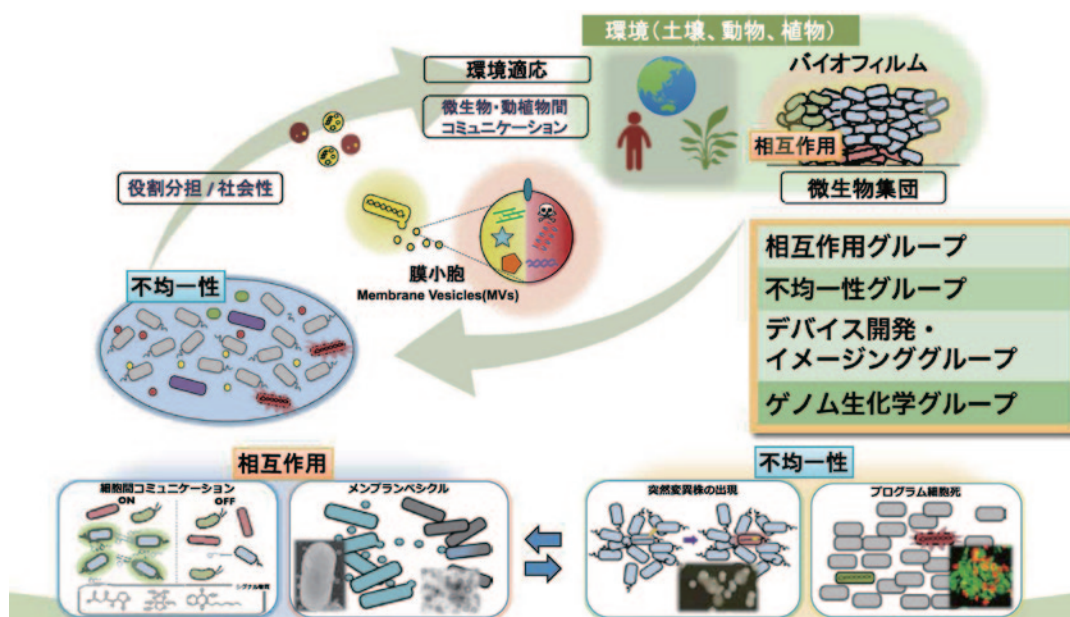 環境（土壌、動物、植物）
環境適応
微生物・動植物間
コミュニケーション
バイオフィルム
相互作用
微生物集団
役割分担 / 社会性
膜小胞
Membrane Vesicles(MVs)
不均一性
相互作用グループ
不均一性グループ
デバイス開発・
イメージンググループ
ゲノム生化学グループ
相互作用
細胞間コミュニケーション
ON
OFF
シグナル物質
メンブランベシクル
不均一性
突然変異株の出現
プログラム細胞死